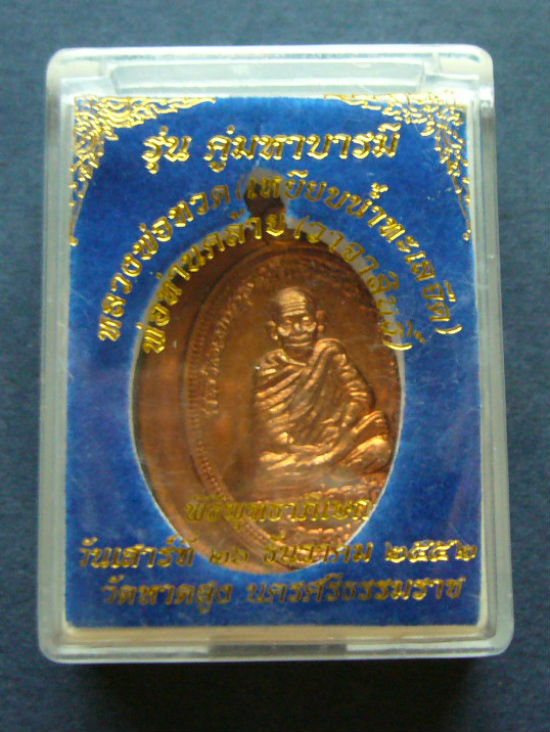 รุ่น คู่มหาบารมี
หลวงพ่อทวด (เหยียบน้ำทะเลจืด)
พ่อท่านคล้าย (วาจาสิทธิ์)
พิธีพุทธาภิเษก
วันเสาร์ที่ ธันวาคม ๒๕๕๒
วัดหาดสูง นครศรีธรรมราช